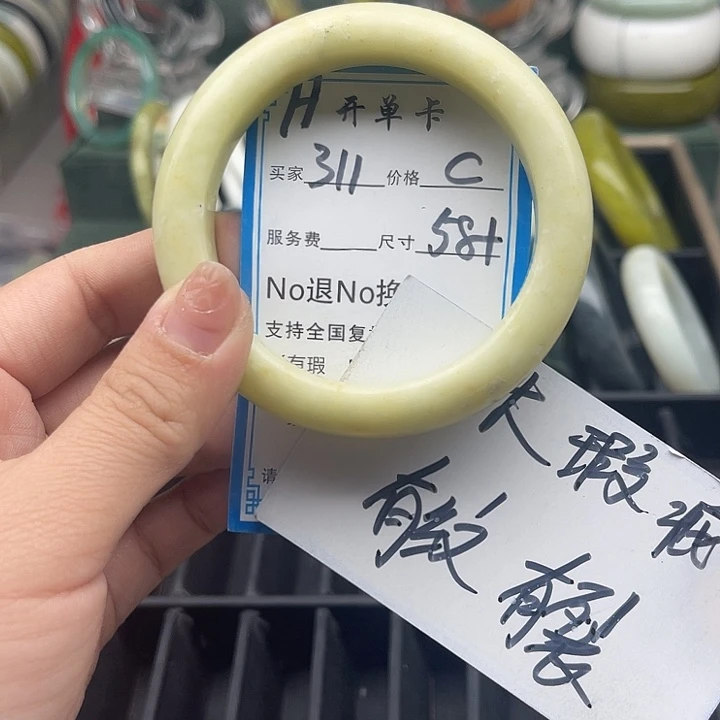 H 开单卡
买家 311 价格 C
服务费 尺寸 58+
No退No换
支持全国复
有瑕
请
大瑕疵
有纹
有裂